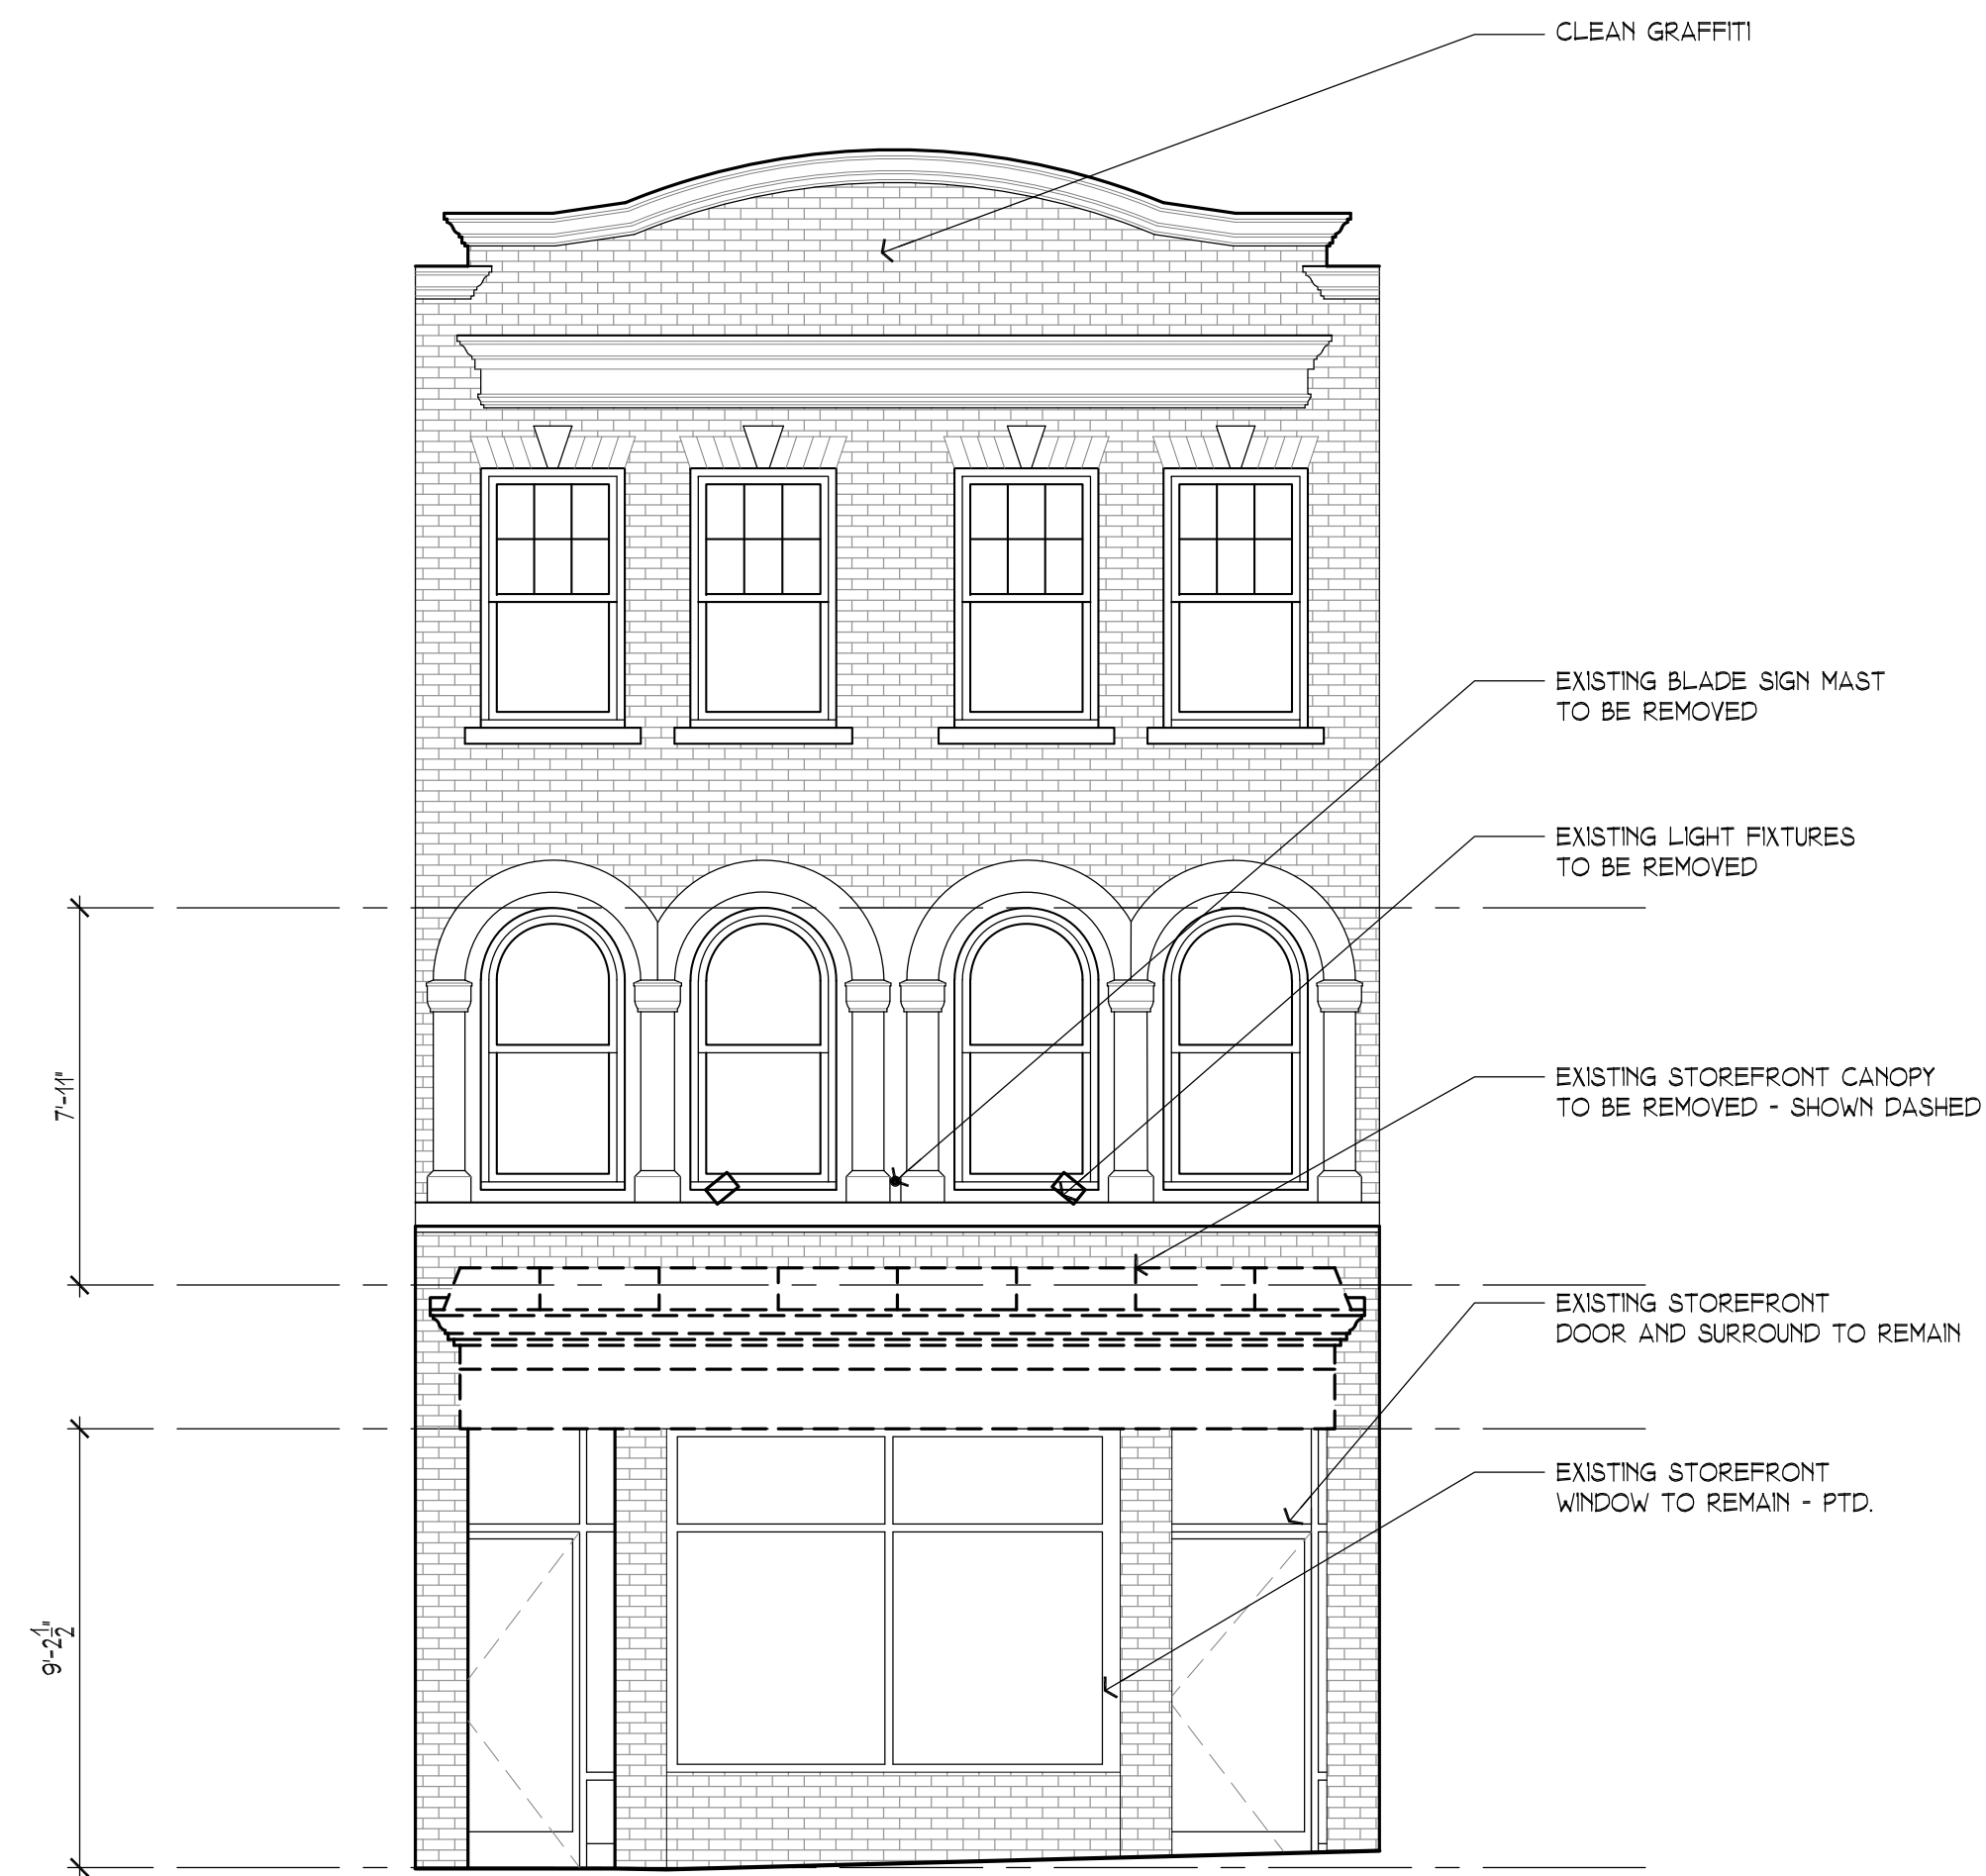 CLEAN GRAFFITI
EXISTING BLADE SIGN MAST
TO BE REMOVED
EXISTING LIGHT FIXTURES
TO BE REMOVED
7'-11"
EXISTING STOREFRONT CANOPY
TO BE REMOVED - SHOWN DASHED
EXISTING STOREFRONT
DOOR AND SURROUND TO REMAIN
EXISTING STOREFRONT
WINDOW TO REMAIN - PTD.
9'-2 1/2"